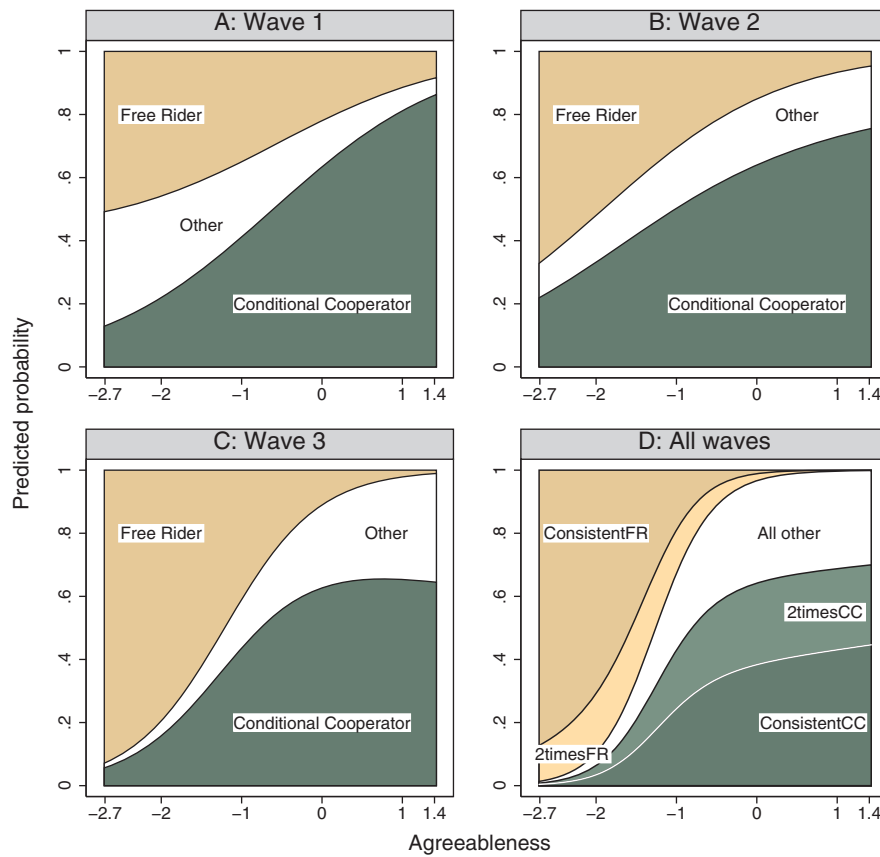 A: Wave 1
B: Wave 2
1
.8
.6
.4
.2
0
Free Rider
Other
Conditional Cooperator
−2.7
−2
−1
0
1
1.4
1
.8
.6
.4
.2
0
Free Rider
Other
Conditional Cooperator
−2.7
−2
−1
0
1
1.4
C: Wave 3
D: All waves
1
.8
.6
.4
.2
0
Free Rider
Other
Conditional Cooperator
−2.7
−2
−1
0
1
1.4
1
.8
.6
.4
.2
0
ConsistentFR
All other
2timesCC
ConsistentCC
2timesFR
−2.7
−2
−1
0
1
1.4
Predicted probability
Agreeableness